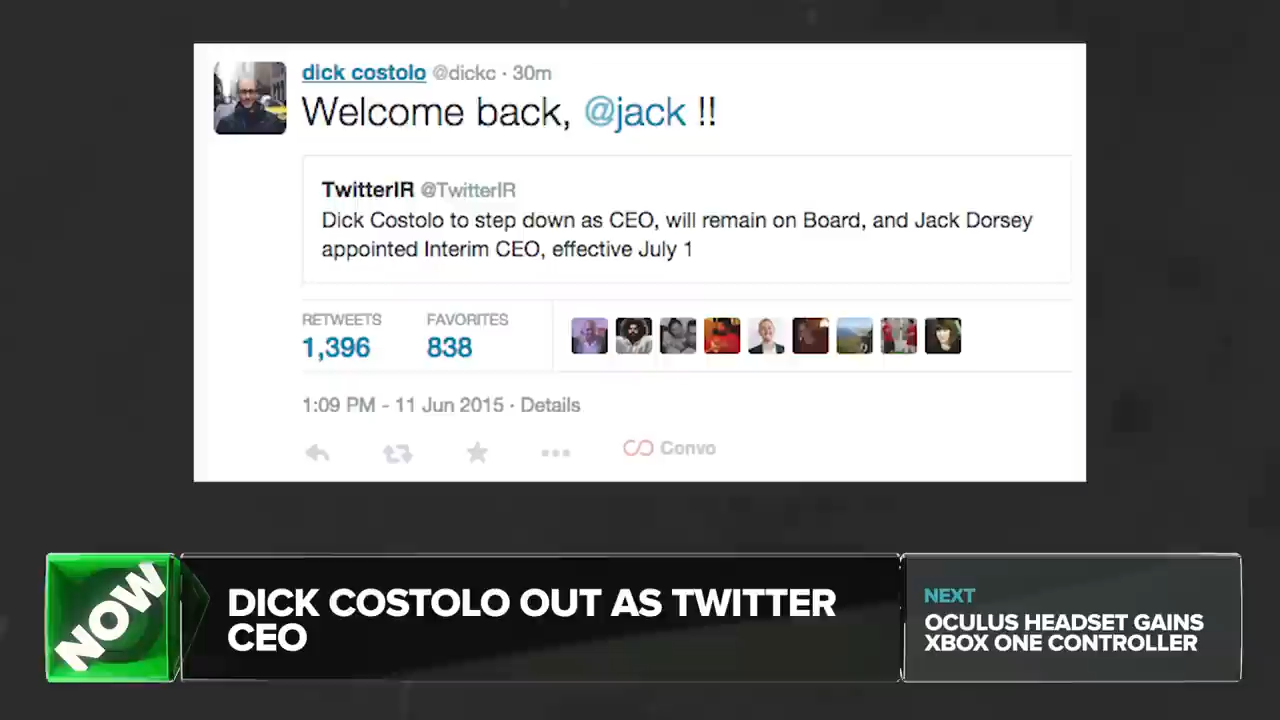 dick costolo @dickc · 30m
Welcome back, @jack !!
TwitterIR @TwitterIR
Dick Costolo to step down as CEO, will remain on Board, and Jack Dorsey
appointed Interim CEO, effective July 1
RETWEETS FAVORITES
1,396 838
1:09 PM - 11 Jun 2015 · Details
Convo
NOW
DICK COSTOLO OUT AS TWITTER
CEO
NEXT
OCULUS HEADSET GAINS
XBOX ONE CONTROLLER